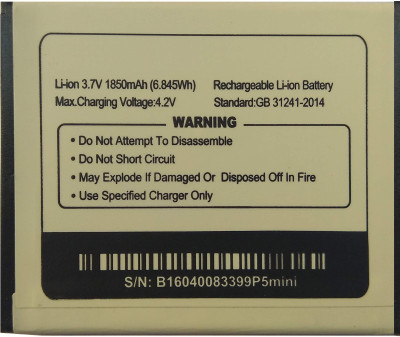 Li-ion 3.7V 1850mAh (6.845Wh) Rechargeable Li-ion Battery
Max.Charging Voltage:4.2V Standard:GB 31241-2014
WARNING
• Do Not Attempt To Disassemble
• Do Not Short Circuit
• May Explode If Damaged Or Disposed Off In Fire
• Use Specified Charger Only
S/N: B16040083399P5mini